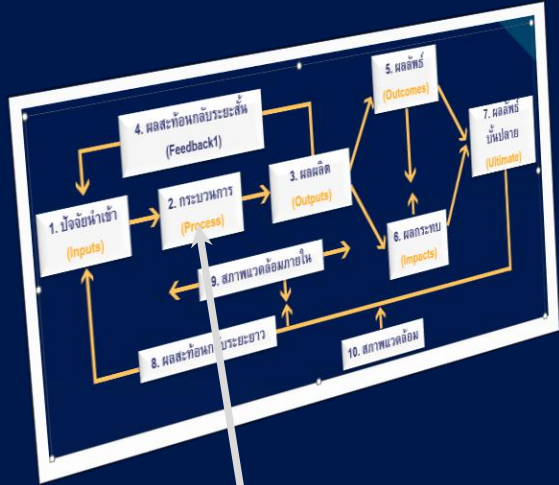 4. ผลสะท้อนกลับระยะสั้น
(Feedback1)
5. ผลลัพธ์
(Outcomes)
7. ผลลัพธ์
บั้นปลาย
(Ultimate)
1. ปัจจัยนำเข้า
(Inputs)
2. กระบวนการ
(Process)
3. ผลผลิต
(Outputs)
6. ผลกระทบ
(Impacts)
9. สภาพแวดล้อมภายใน
8. ผลสะท้อนกลับระยะยาว
10. สภาพแวดล้อม